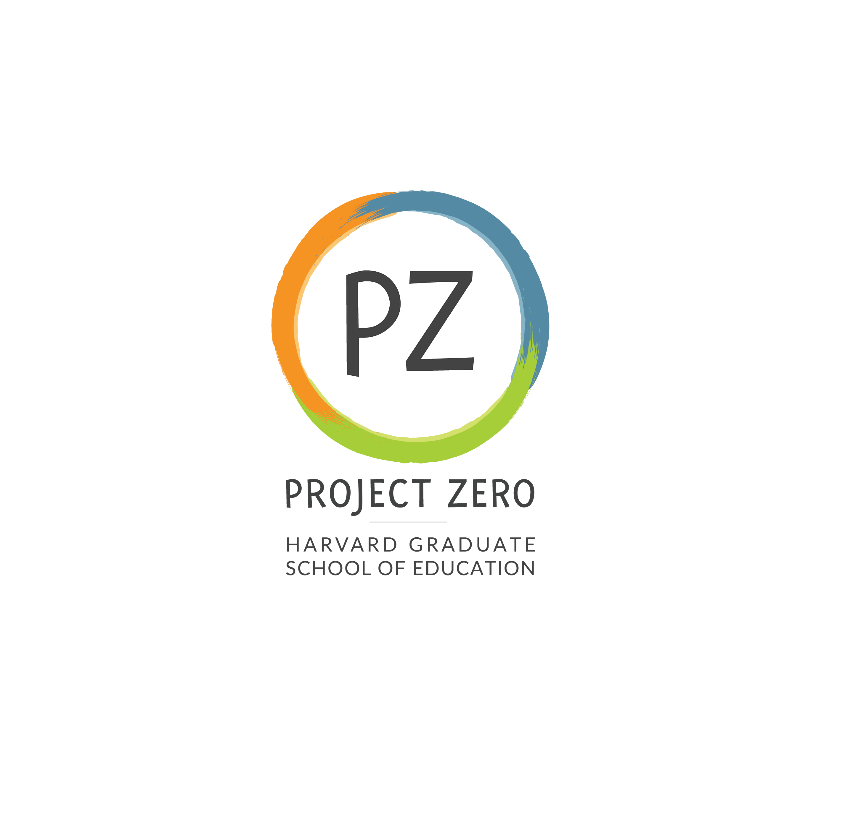 PZ
PROJECT ZERO
HARVARD GRADUATE
SCHOOL OF EDUCATION